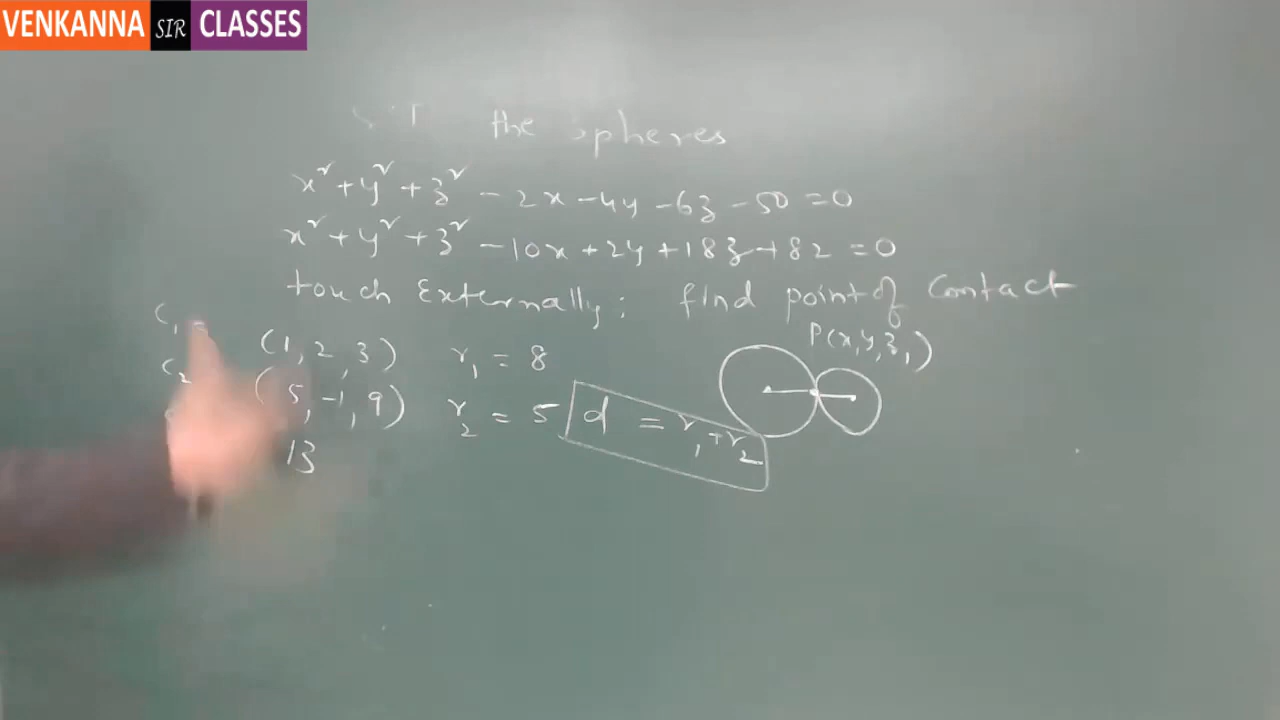 VENKANNA SIR CLASSES
the spheres
x² + y² + z² - 2x - 4y - 6z - 50 = 0
x² + y² + z² - 10x + 2y + 18z + 82 = 0
touch Externally; find point of contact
C₁ = (1, 2, 3) r₁ = 8
C₂ (5, -1, 9) r₂ = 5
13
d = r₁ + r₂
P(x, y, z₁)